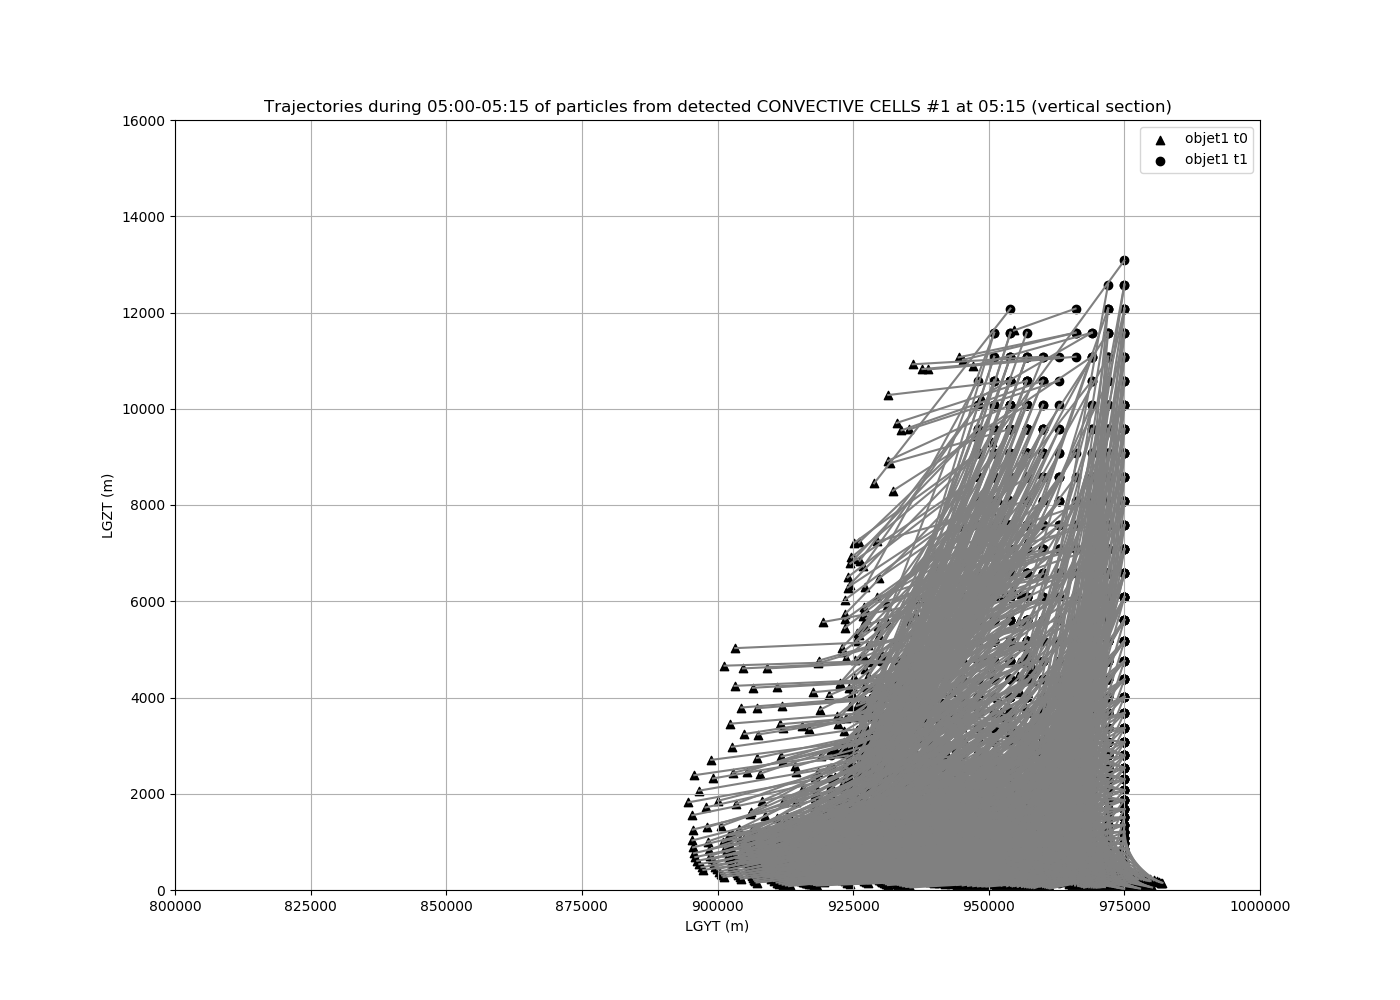 Trajectories during 05:00-05:15 of particles from detected CONVECTIVE CELLS #1 at 05:15 (vertical section)
objet1 t0
objet1 t1
16000
14000
12000
10000
8000
6000
4000
2000
0
LGZT (m)
800000 825000 850000 875000 900000 925000 950000 975000 1000000
LGYT (m)